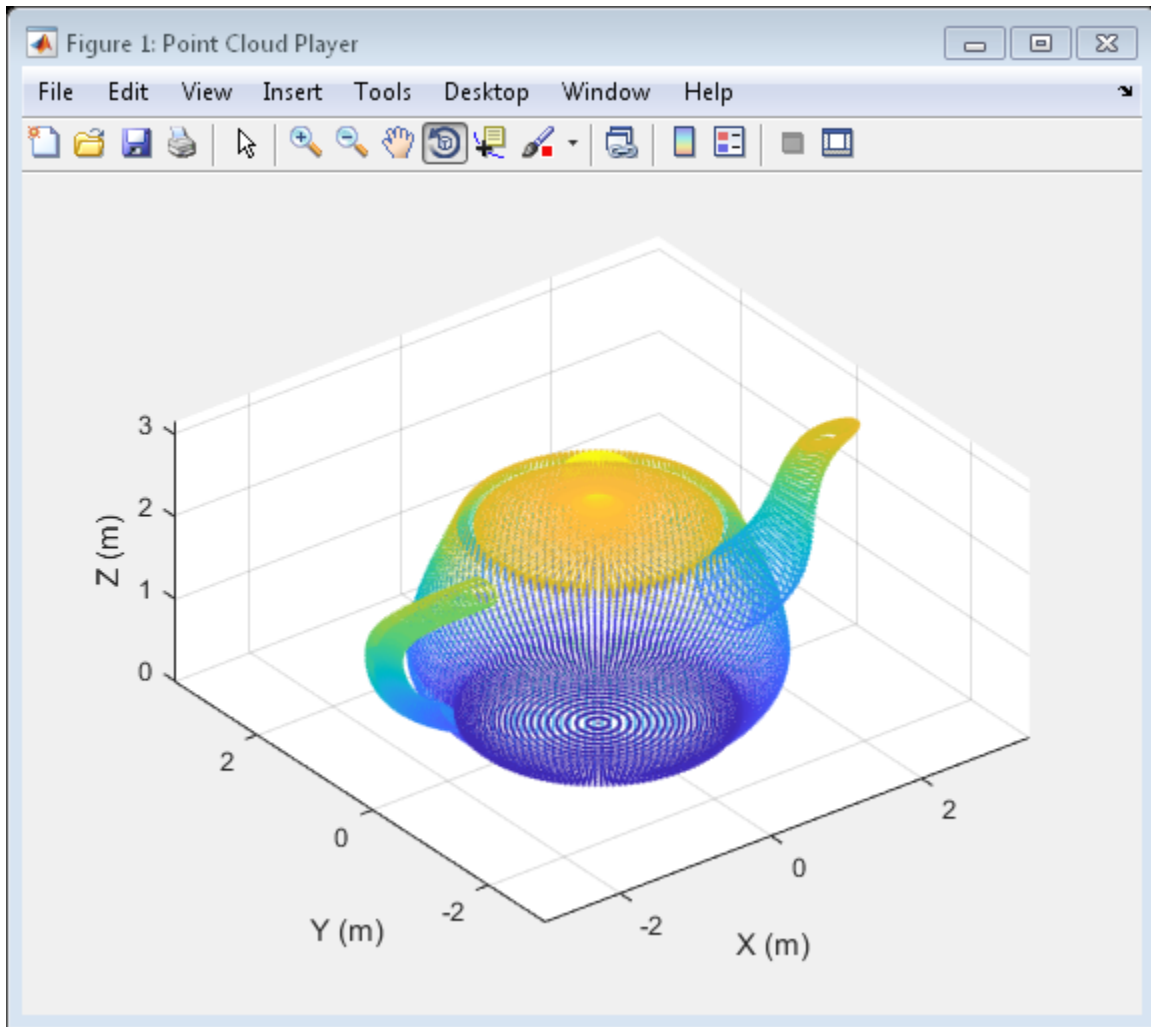 Figure 1: Point Cloud Player
File Edit View Insert Tools Desktop Window Help
3
2
1
0
Z (m)
2
0
-2
Y (m)
-2
0
2
X (m)